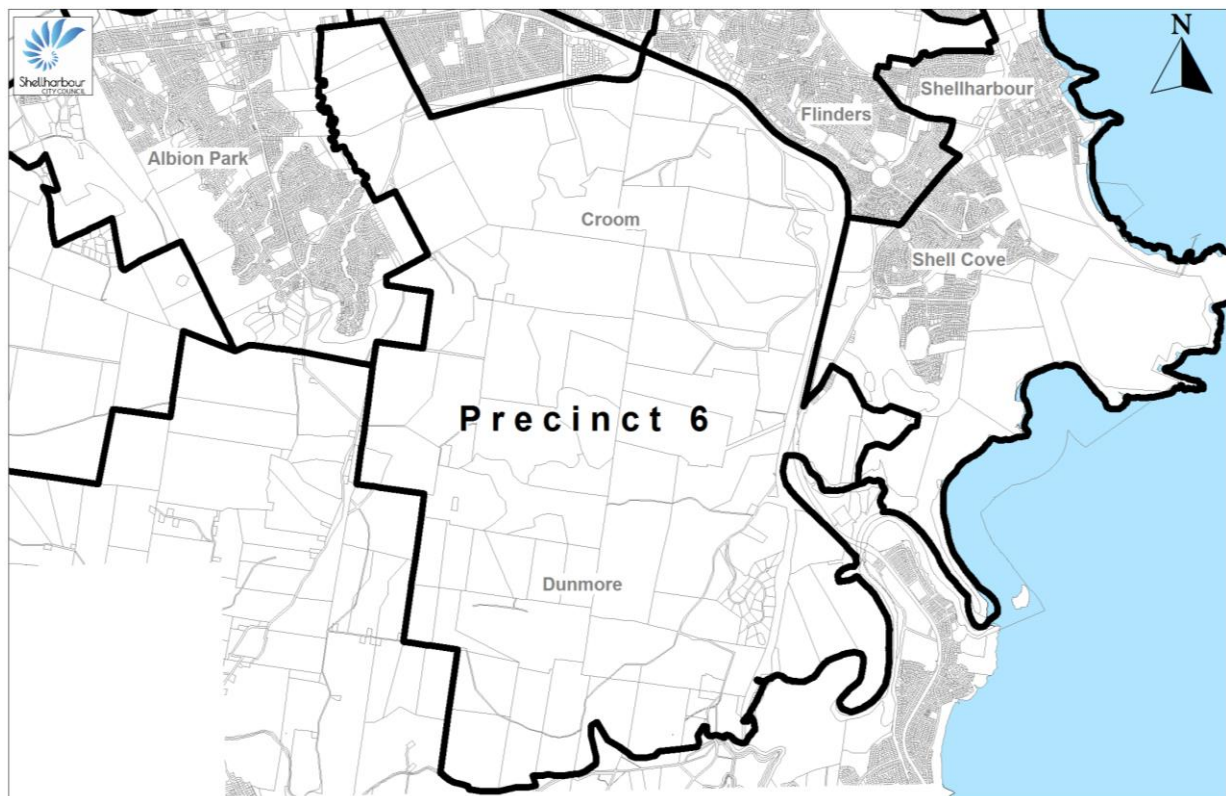 Shellharbour
CITY COUNCIL
N
Shellharbour
Flinders
Albion Park
Croom
Shell Cove
Precinct 6
Dunmore